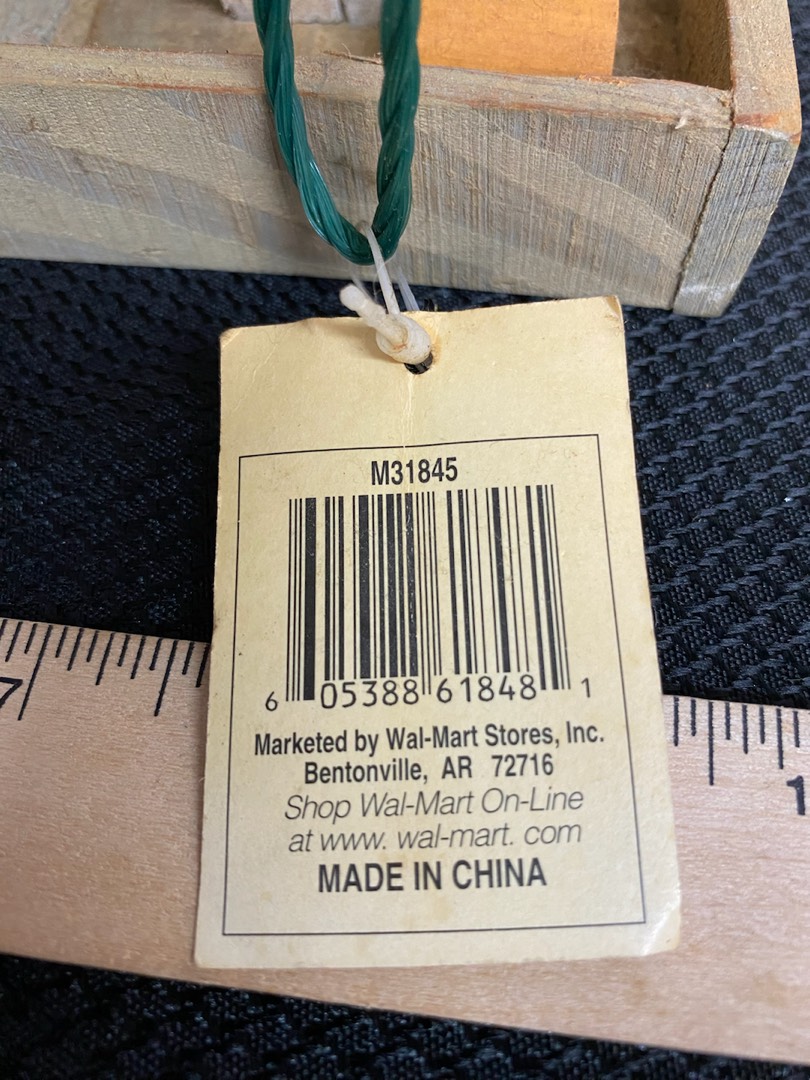 M31845
6 05388 61848 1
Marketed by Wal-Mart Stores, Inc.
Bentonville, AR 72716
Shop Wal-Mart On-Line
at www. wal-mart. com
MADE IN CHINA
7
1